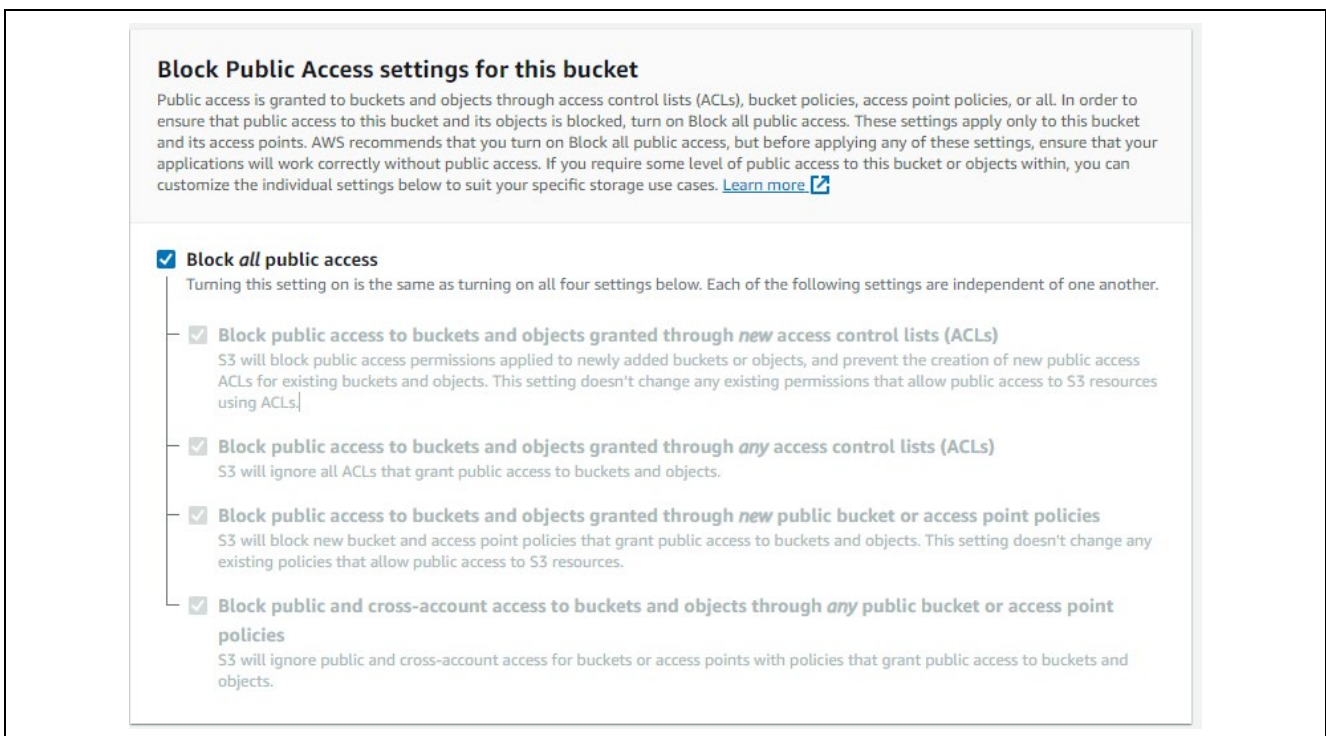 Block Public Access settings for this bucket
Public access is granted to buckets and objects through access control lists (ACLs), bucket policies, access point policies, or all. In order to
ensure that public access to this bucket and its objects is blocked, turn on Block all public access. These settings apply only to this bucket
and its access points. AWS recommends that you turn on Block all public access, but before applying any of these settings, ensure that your
applications will work correctly without public access. If you require some level of public access to this bucket or objects within, you can
customize the individual settings below to suit your specific storage use cases. Learn more
Block all public access
Turning this setting on is the same as turning on all four settings below. Each of the following settings are independent of one another.
Block public access to buckets and objects granted through new access control lists (ACLs)
S3 will block public access permissions applied to newly added buckets or objects, and prevent the creation of new public access
ACLs for existing buckets and objects. This setting doesn't change any existing permissions that allow public access to S3 resources
using ACLs.
Block public access to buckets and objects granted through any access control lists (ACLs)
S3 will ignore all ACLs that grant public access to buckets and objects.
Block public access to buckets and objects granted through new public bucket or access point policies
S3 will block new bucket and access point policies that grant public access to buckets and objects. This setting doesn't change any
existing policies that allow public access to S3 resources.
Block public and cross-account access to buckets and objects through any public bucket or access point
policies
S3 will ignore public and cross-account access for buckets or access points with policies that grant public access to buckets and
objects.